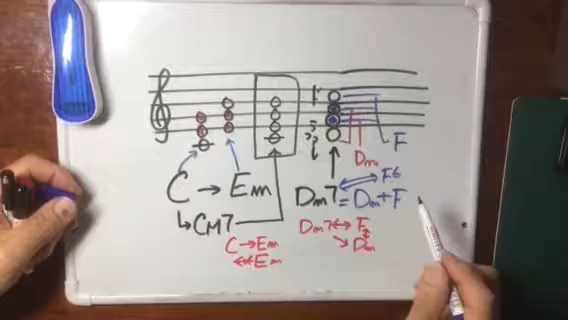 F
Dm
F6
C → Em
Dm7 = Dm+F
↳ CM7
C → Em
Dm7 ↔ F
← Em
↘ Dm